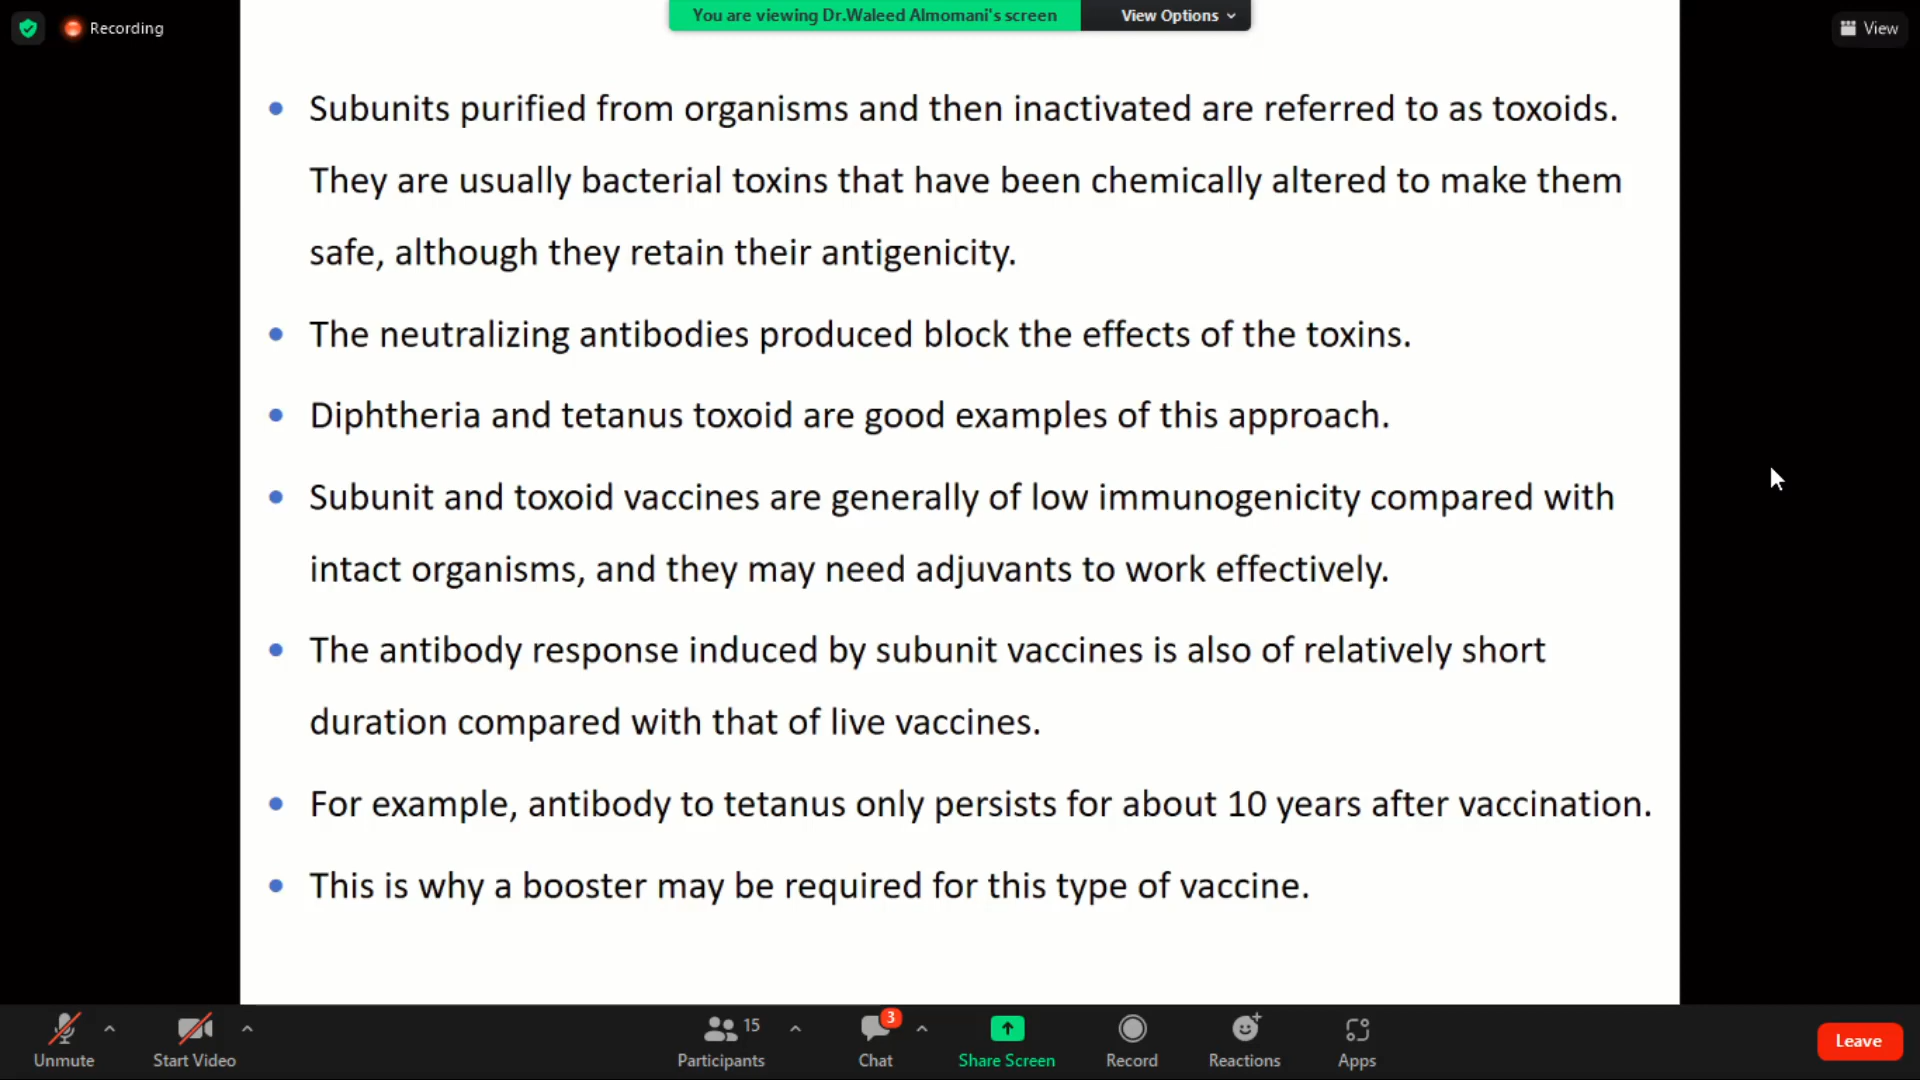 You are viewing Dr.Waleed Almomani's screen
View Options
Recording
View
• Subunits purified from organisms and then inactivated are referred to as toxoids.
They are usually bacterial toxins that have been chemically altered to make them
safe, although they retain their antigenicity.
• The neutralizing antibodies produced block the effects of the toxins.
• Diphtheria and tetanus toxoid are good examples of this approach.
• Subunit and toxoid vaccines are generally of low immunogenicity compared with
intact organisms, and they may need adjuvants to work effectively.
• The antibody response induced by subunit vaccines is also of relatively short
duration compared with that of live vaccines.
• For example, antibody to tetanus only persists for about 10 years after vaccination.
• This is why a booster may be required for this type of vaccine.
15
3
Unmute
Start Video
Participants
Chat
Share Screen
Record
Reactions
Apps
Leave